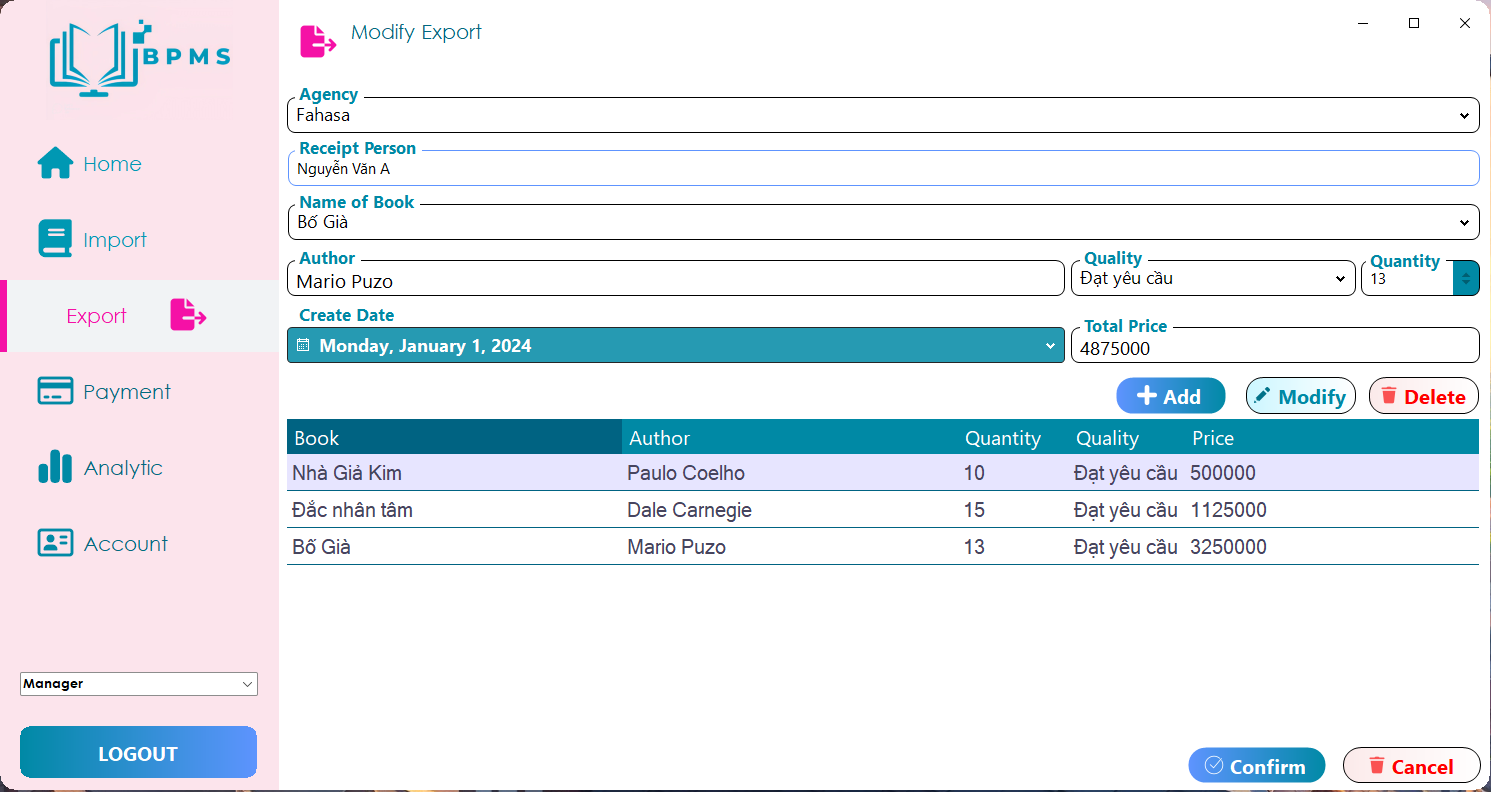 BPMS
Modify Export
Home
Import
Export
Payment
Analytic
Account
Manager
LOGOUT
Agency
Fahasa
Receipt Person
Nguyễn Văn A
Name of Book
Bố Già
Author Quality Quantity
Mario Puzo Đạt yêu cầu 13
Create Date Total Price
Monday, January 1, 2024 4875000
Add Modify Delete
Book Author Quantity Quality Price
Nhà Giả Kim Paulo Coelho 10 Đạt yêu cầu 500000
Đắc nhân tâm Dale Carnegie 15 Đạt yêu cầu 1125000
Bố Già Mario Puzo 13 Đạt yêu cầu 3250000
Confirm Cancel